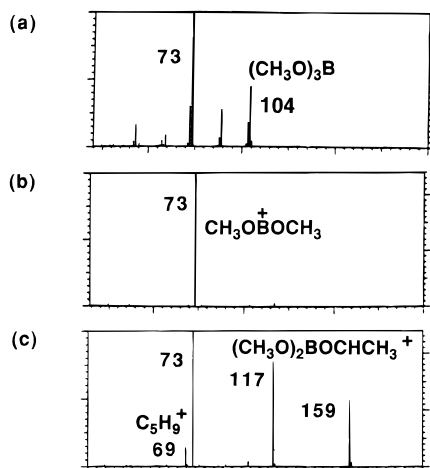 (a)
73
(CH₃O)₃B
104
(b)
73
CH₃OB⁺OCH₃
(c)
73
(CH₃O)₂BOCHCH₃⁺
117
159
C₅H₉⁺
69